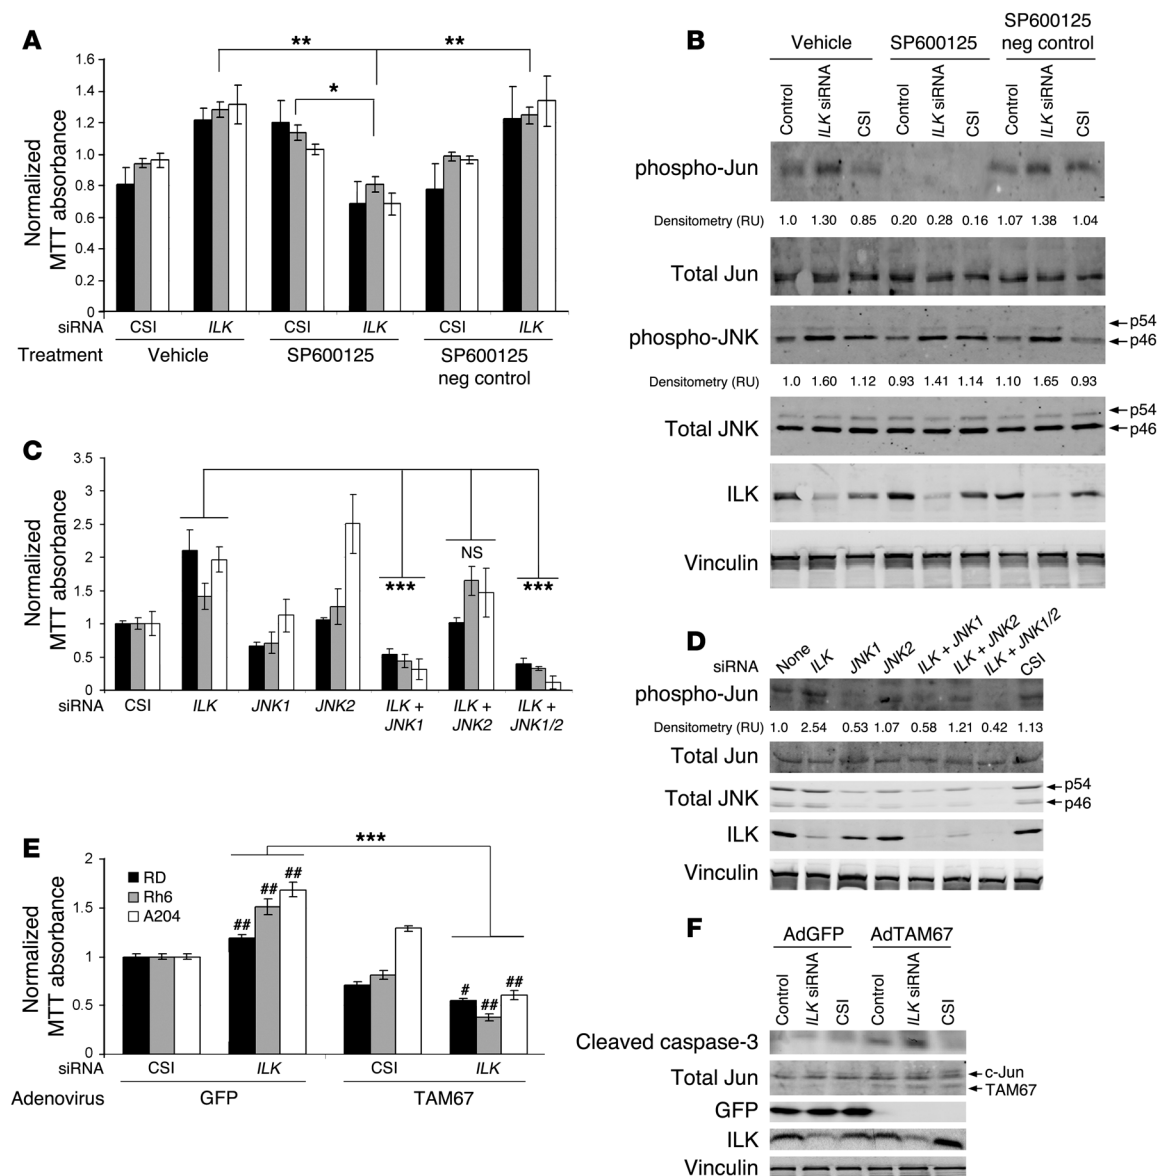 A
Normalized
MTT absorbance
1.6
1.4
1.2
1.0
0.8
0.6
0.4
0.2
0
**
**
*
siRNA CSI ILK CSI ILK CSI ILK
Treatment Vehicle SP600125 SP600125
neg control
B
Vehicle SP600125 SP600125
neg control
Control ILK siRNA CSI Control ILK siRNA CSI Control ILK siRNA CSI
phospho-Jun
Densitometry (RU) 1.0 1.30 0.85 0.20 0.28 0.16 1.07 1.38 1.04
Total Jun
phospho-JNK p54
p46
Densitometry (RU) 1.0 1.60 1.12 0.93 1.41 1.14 1.10 1.65 0.93
Total JNK p54
p46
ILK
Vinculin
C
Normalized
MTT absorbance
3.5
3
2.5
2
1.5
1
0.5
0
***
NS
***
siRNA CSI ILK JNK1 JNK2 ILK + JNK1 ILK + JNK2 ILK + JNK1/2
D
siRNA None ILK JNK1 JNK2 ILK + JNK1 ILK + JNK2 ILK + JNK1/2 CSI
phospho-Jun
Densitometry (RU) 1.0 2.54 0.53 1.07 0.58 1.21 0.42 1.13
Total Jun
Total JNK p54
p46
ILK
Vinculin
E
Normalized
MTT absorbance
2
1.5
1
0.5
0
RD
Rh6
A204
***
## ## ##
# ## ##
siRNA CSI ILK CSI ILK
Adenovirus GFP TAM67
F
AdGFP AdTAM67
Control ILK siRNA CSI Control ILK siRNA CSI
Cleaved caspase-3
Total Jun c-Jun
TAM67
GFP
ILK
Vinculin